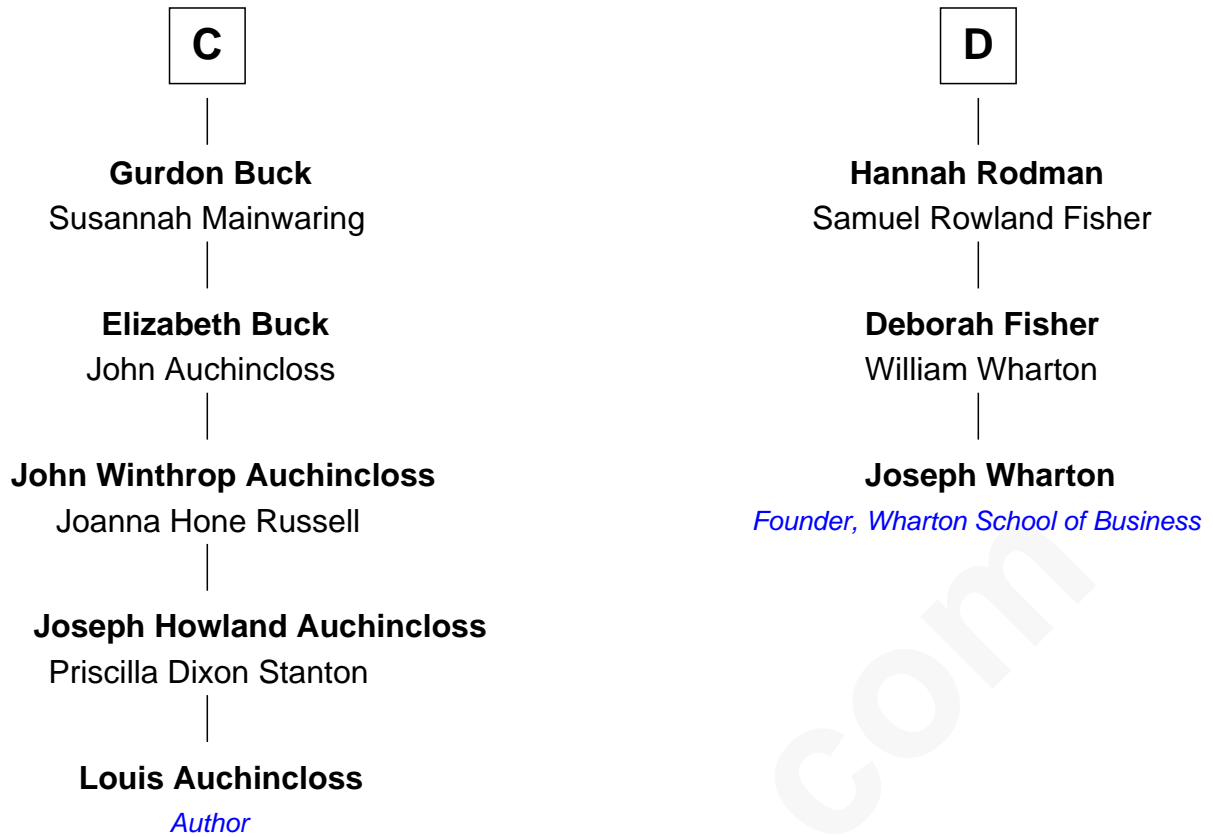 C
Gurdon Buck
Susannah Mainwaring
Elizabeth Buck
John Auchincloss
John Winthrop Auchincloss
Joanna Hone Russell
Joseph Howland Auchincloss
Priscilla Dixon Stanton
Louis Auchincloss
Author
D
Hannah Rodman
Samuel Rowland Fisher
Deborah Fisher
William Wharton
Joseph Wharton
Founder, Wharton School of Business
com